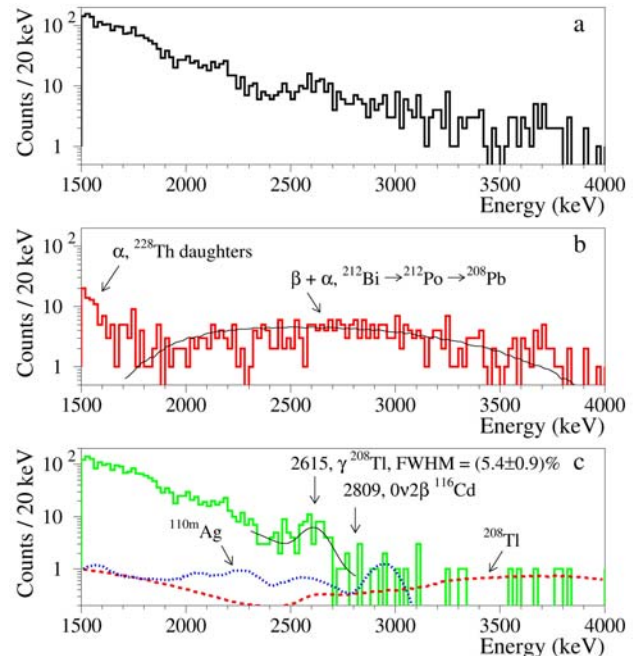 a
Counts / 20 keV
10²
10
1
1500 2000 2500 3000 3500 4000
Energy (keV)
b
α, ²²⁸Th daughters
β + α, ²¹²Bi → ²¹²Po → ²⁰⁸Pb
Counts / 20 keV
10²
10
1
1500 2000 2500 3000 3500 4000
Energy (keV)
c
2615, γ ²⁰⁸Tl, FWHM = (5.4±0.9)%
2809, 0ν2β ¹¹⁶Cd
¹¹⁰ᵐAg
²⁰⁸Tl
Counts / 20 keV
10²
10
1
1500 2000 2500 3000 3500 4000
Energy (keV)